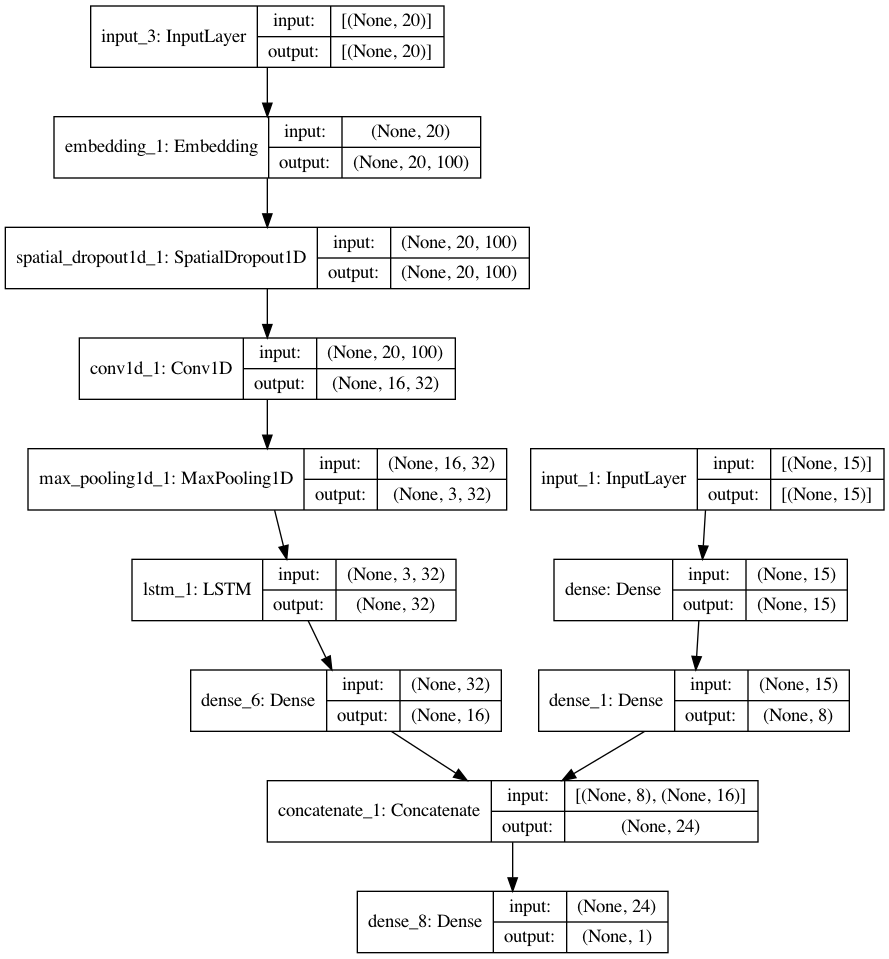 input_3: InputLayer
input:
[(None, 20)]
output:
[(None, 20)]
embedding_1: Embedding
input:
(None, 20)
output:
(None, 20, 100)
spatial_dropout1d_1: SpatialDropout1D
input:
(None, 20, 100)
output:
(None, 20, 100)
conv1d_1: Conv1D
input:
(None, 20, 100)
output:
(None, 16, 32)
max_pooling1d_1: MaxPooling1D
input:
(None, 16, 32)
output:
(None, 3, 32)
input_1: InputLayer
input:
[(None, 15)]
output:
[(None, 15)]
lstm_1: LSTM
input:
(None, 3, 32)
output:
(None, 32)
dense: Dense
input:
(None, 15)
output:
(None, 15)
dense_6: Dense
input:
(None, 32)
output:
(None, 16)
dense_1: Dense
input:
(None, 15)
output:
(None, 8)
concatenate_1: Concatenate
input:
[(None, 8), (None, 16)]
output:
(None, 24)
dense_8: Dense
input:
(None, 24)
output:
(None, 1)